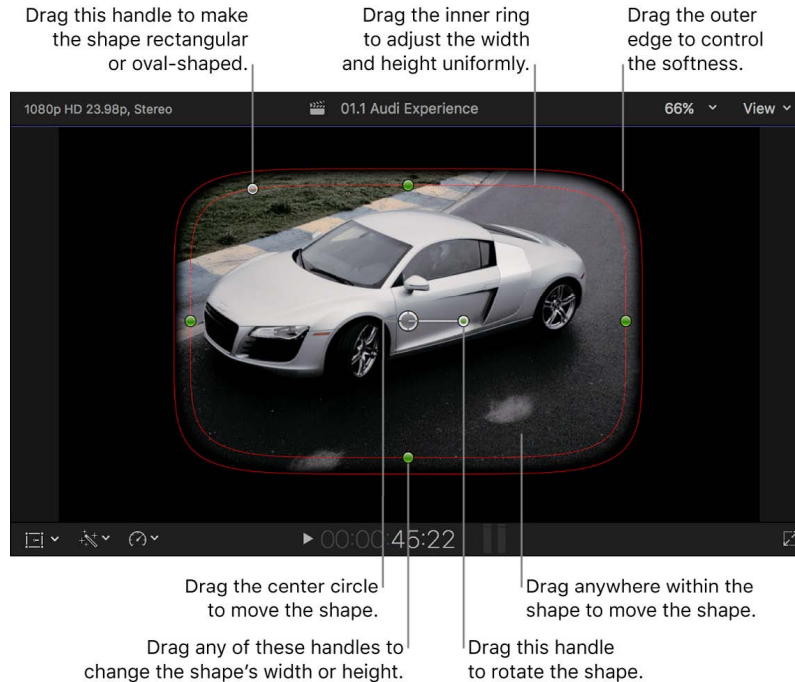 Drag this handle to make
the shape rectangular
or oval-shaped.
Drag the inner ring
to adjust the width
and height uniformly.
Drag the outer
edge to control
the softness.
1080p HD 23.98p, Stereo
01.1 Audi Experience
66%
View
00:00:45:22
Drag the center circle
to move the shape.
Drag anywhere within the
shape to move the shape.
Drag any of these handles to
change the shape’s width or height.
Drag this handle
to rotate the shape.